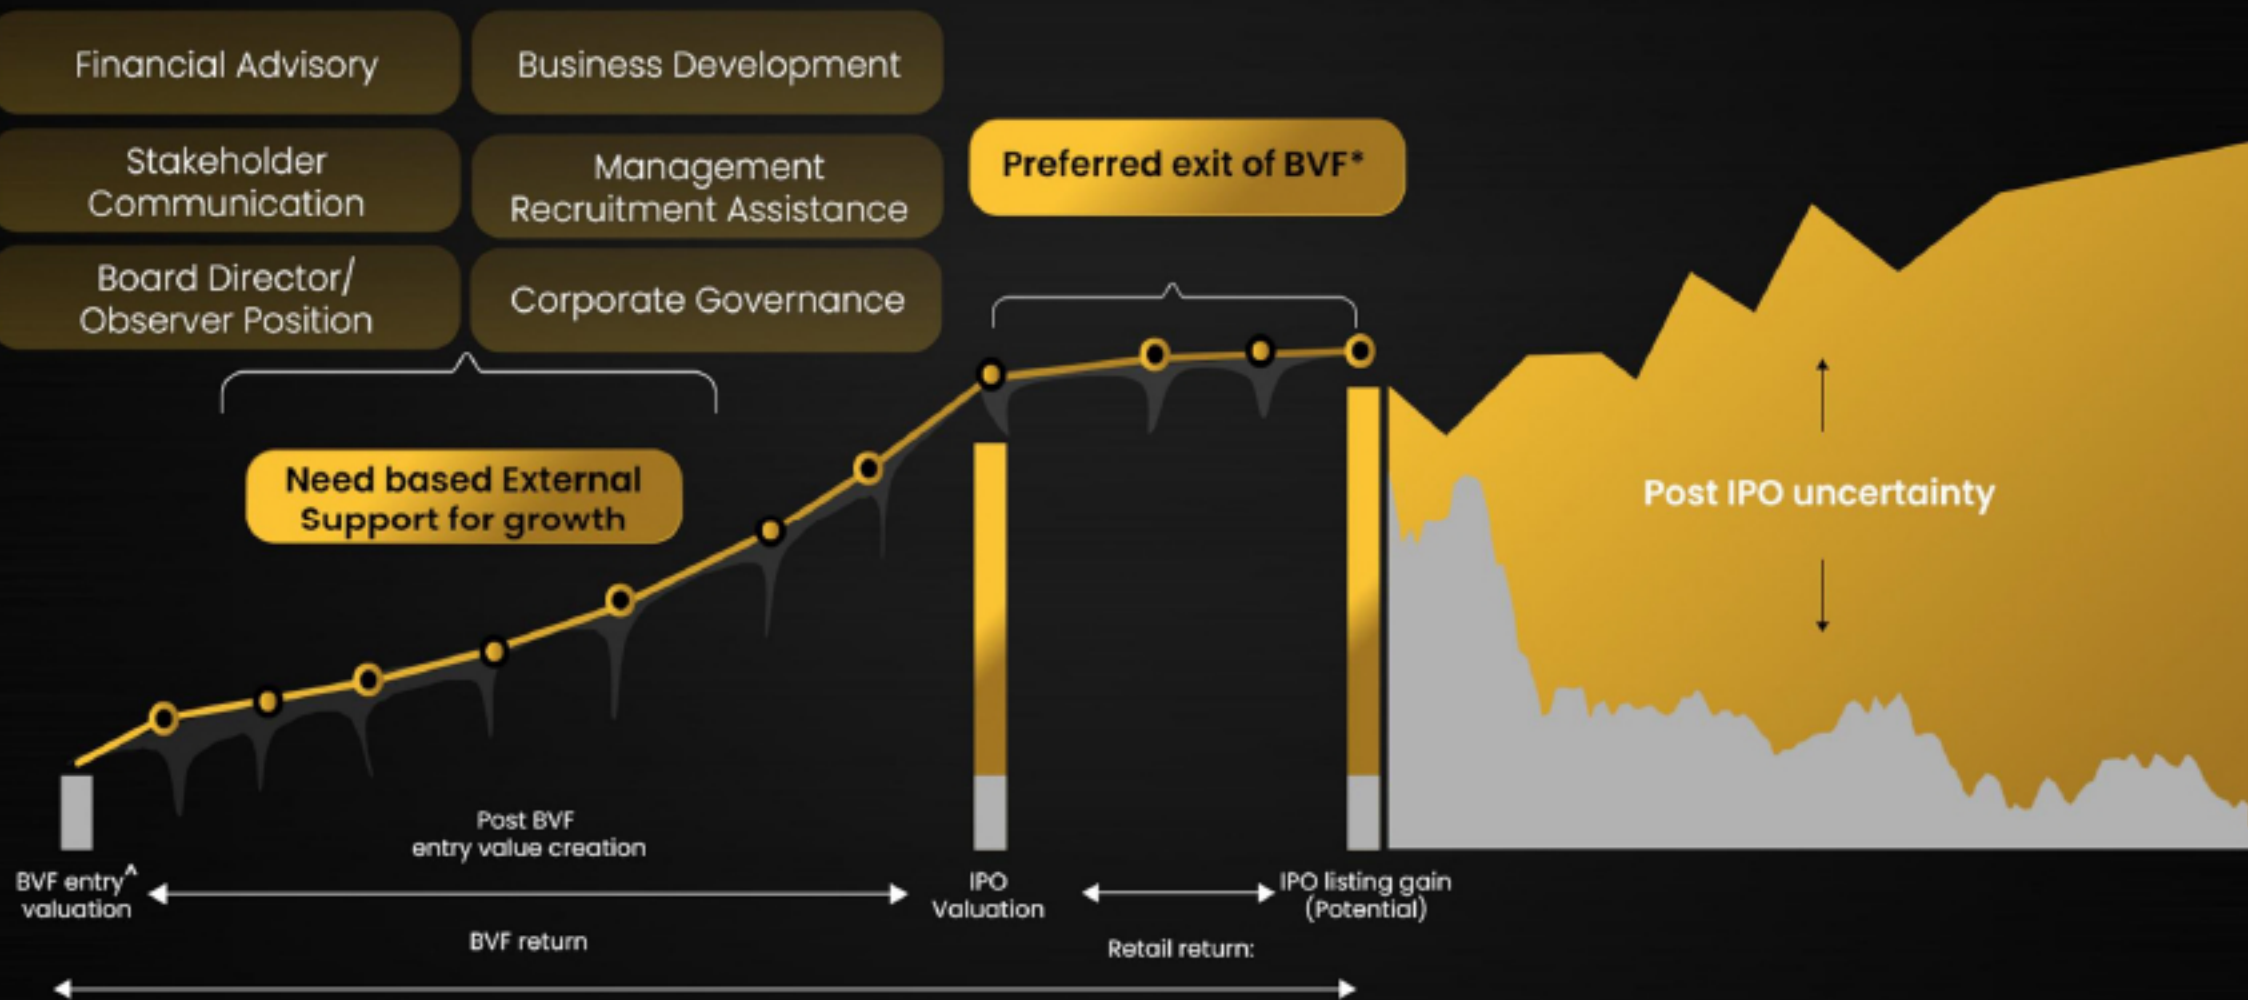 Financial Advisory
Business Development
Stakeholder
Communication
Management
Recruitment Assistance
Board Director/
Observer Position
Corporate Governance
Preferred exit of BVF*
Need based External
Support for growth
Post IPO uncertainty
Post BVF
entry value creation
BVF entry^
valuation
IPO
Valuation
IPO listing gain
(Potential)
BVF return
Retail return: